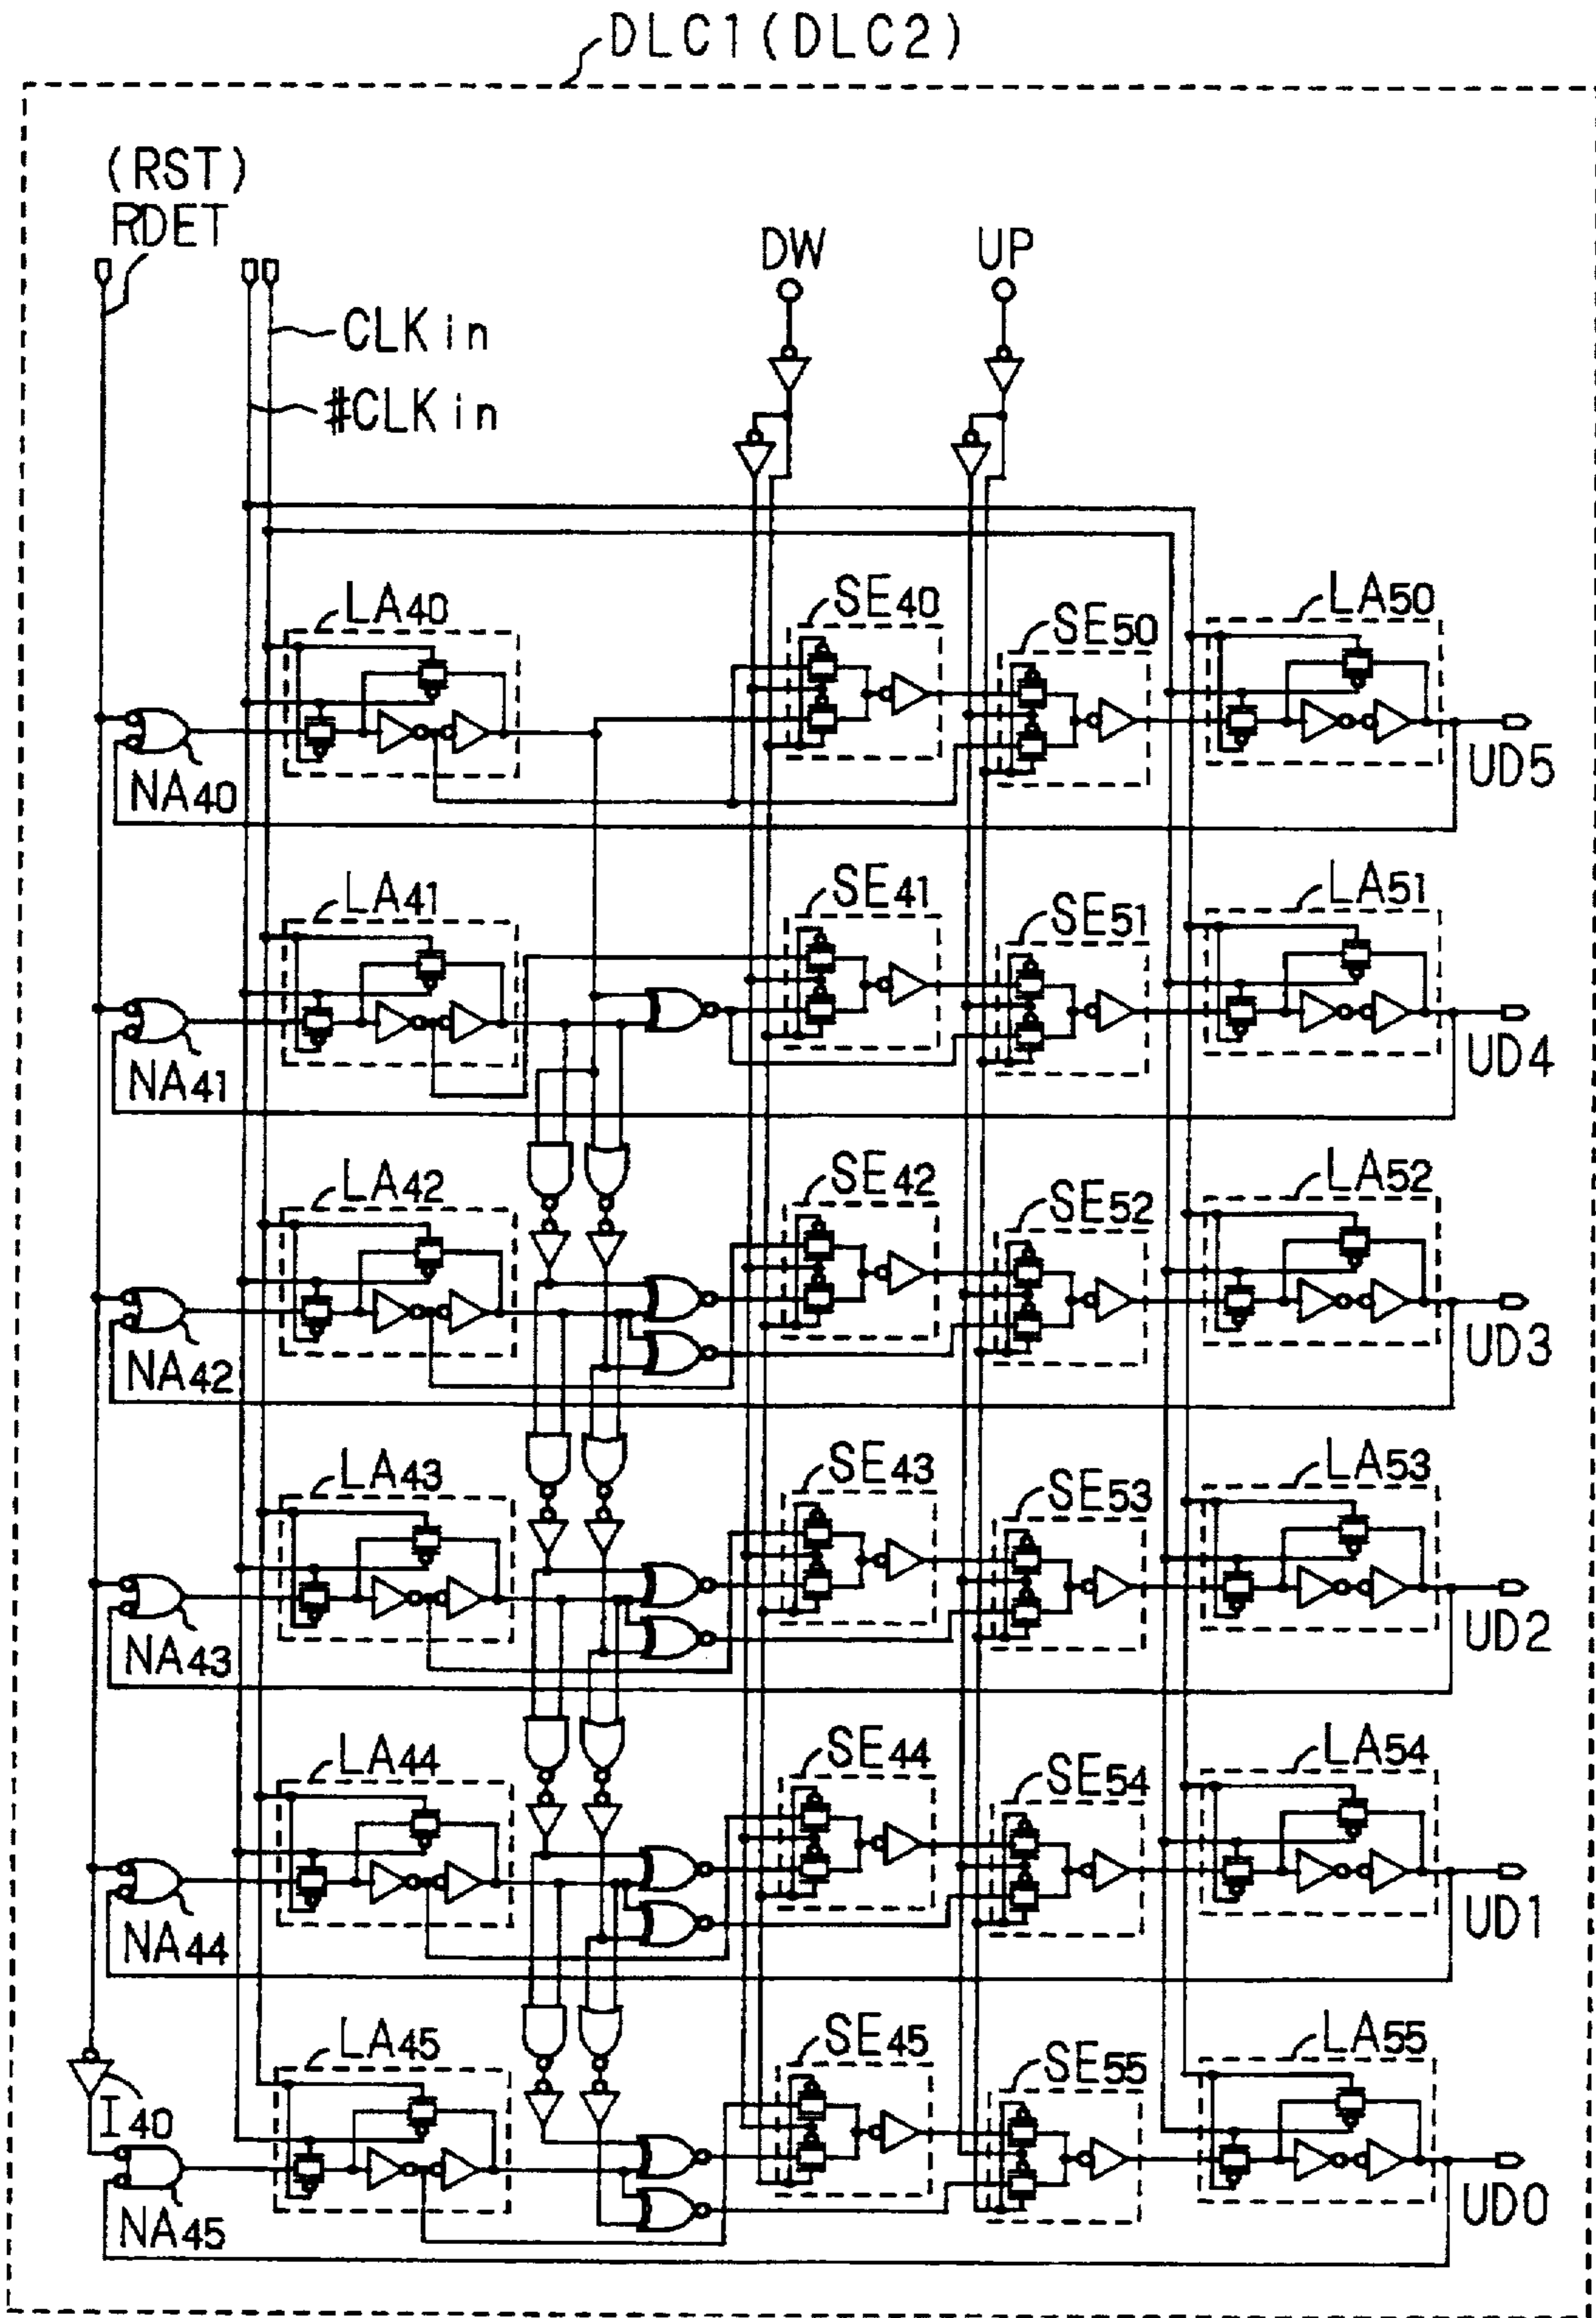 DLC1(DLC2)
(RST)
RDET
DW
UP
CLKin
#CLKin
LA40
SE40
SE50
LA50
NA40
UD5
LA41
SE41
SE51
LA51
NA41
UD4
LA42
SE42
SE52
LA52
NA42
UD3
LA43
SE43
SE53
LA53
NA43
UD2
LA44
SE44
SE54
LA54
NA44
UD1
LA45
SE45
SE55
LA55
I40
NA45
UD0